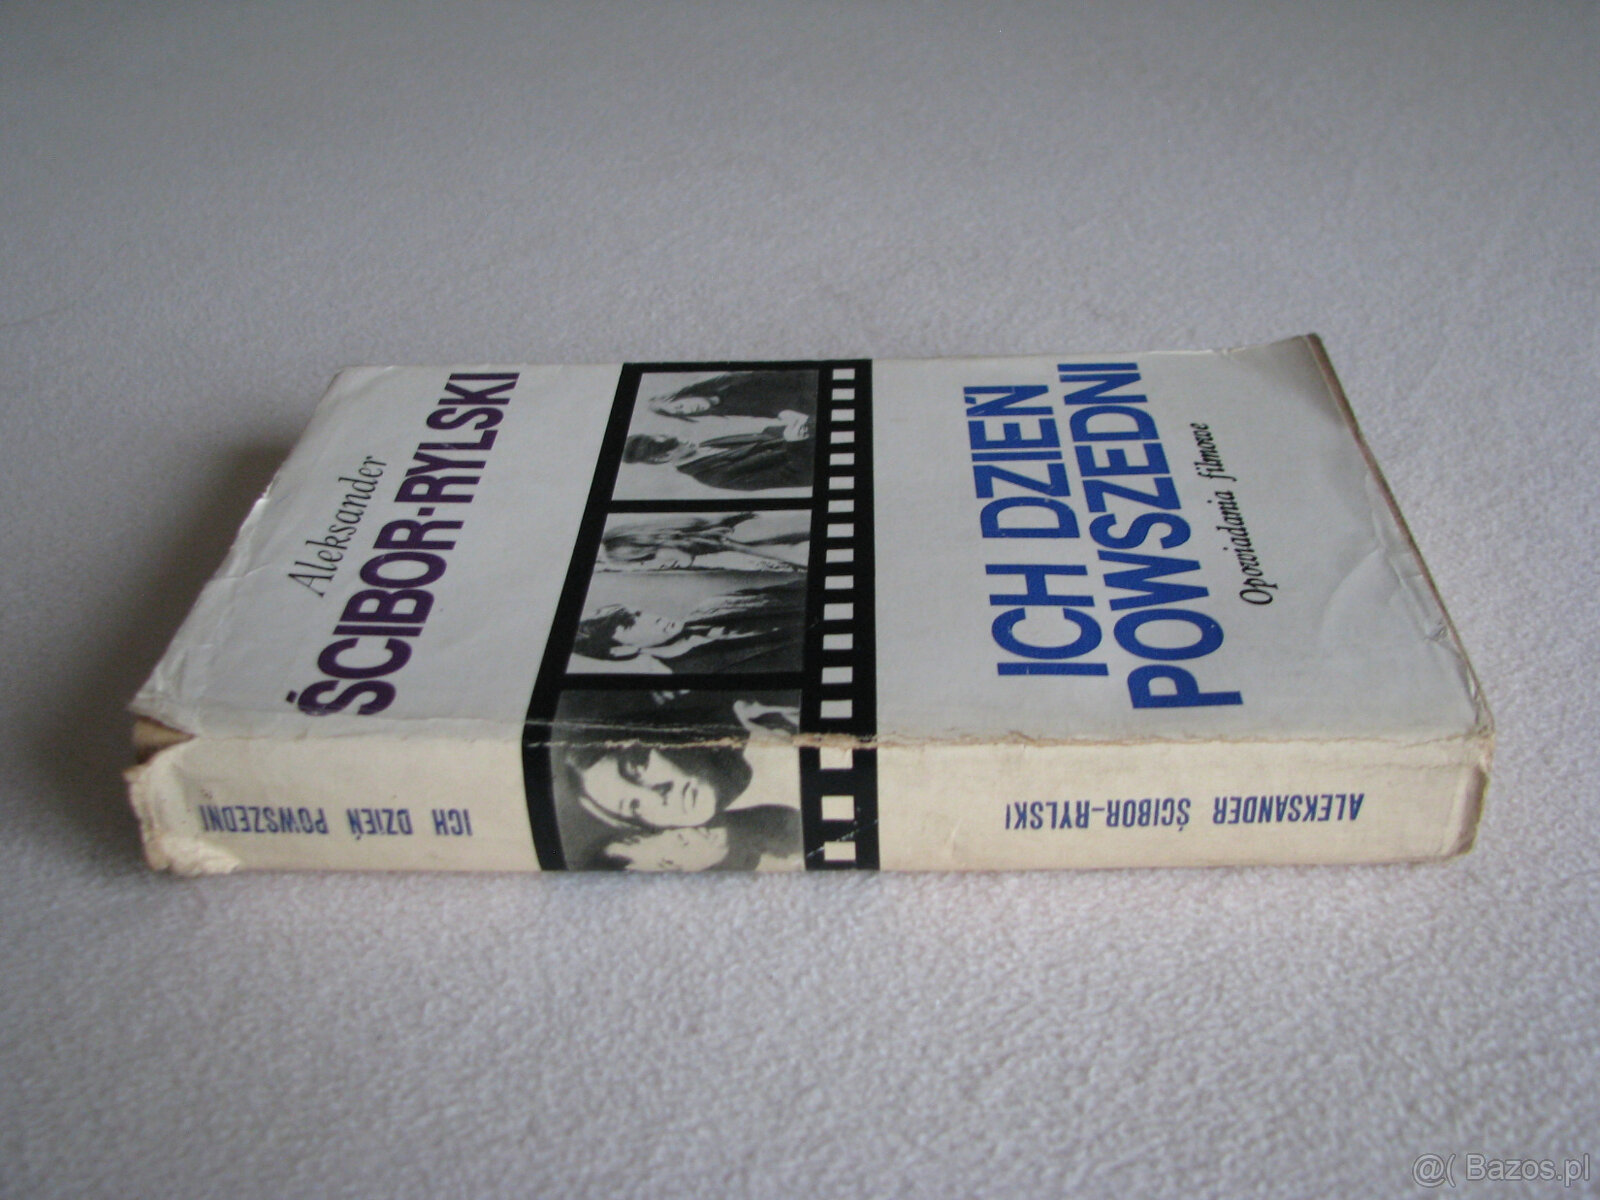 Aleksander
ŚCIBOR-RYLSKI
ICH DZIEŃ
POWSZEDNI
Opowiadania filmowe
ALEKSANDER ŚCIBOR-RYLSKI
ICH DZIEŃ POWSZEDNI
@( Bazos.pl